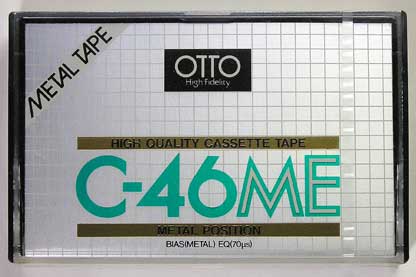 METAL TAPE
OTTO
High Fidelity
HIGH QUALITY CASSETTE TAPE
C-46ME
METAL POSITION
BIAS(METAL) EQ(70μs)